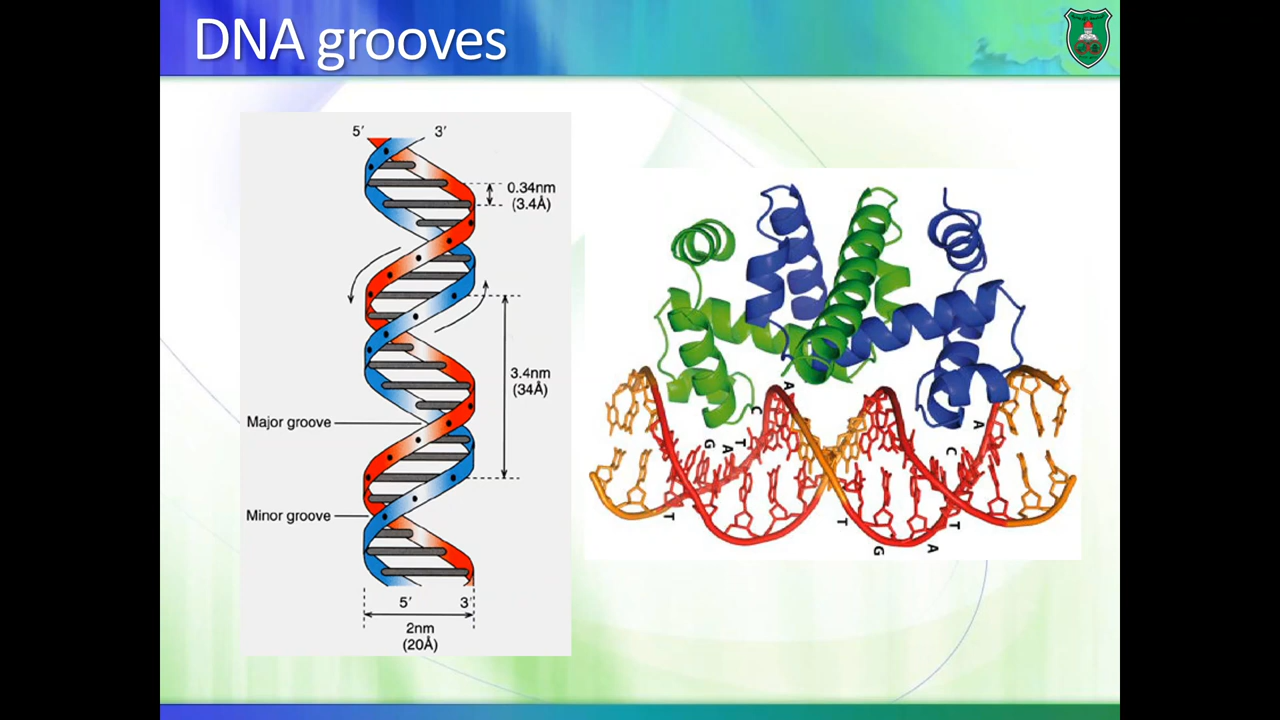 DNA grooves
5′ 3′
0.34nm
(3.4Å)
3.4nm
(34Å)
Major groove
Minor groove
5′ 3
2nm
(20Å)
A
C
T
A
G
T
A
C
T
A
G
T